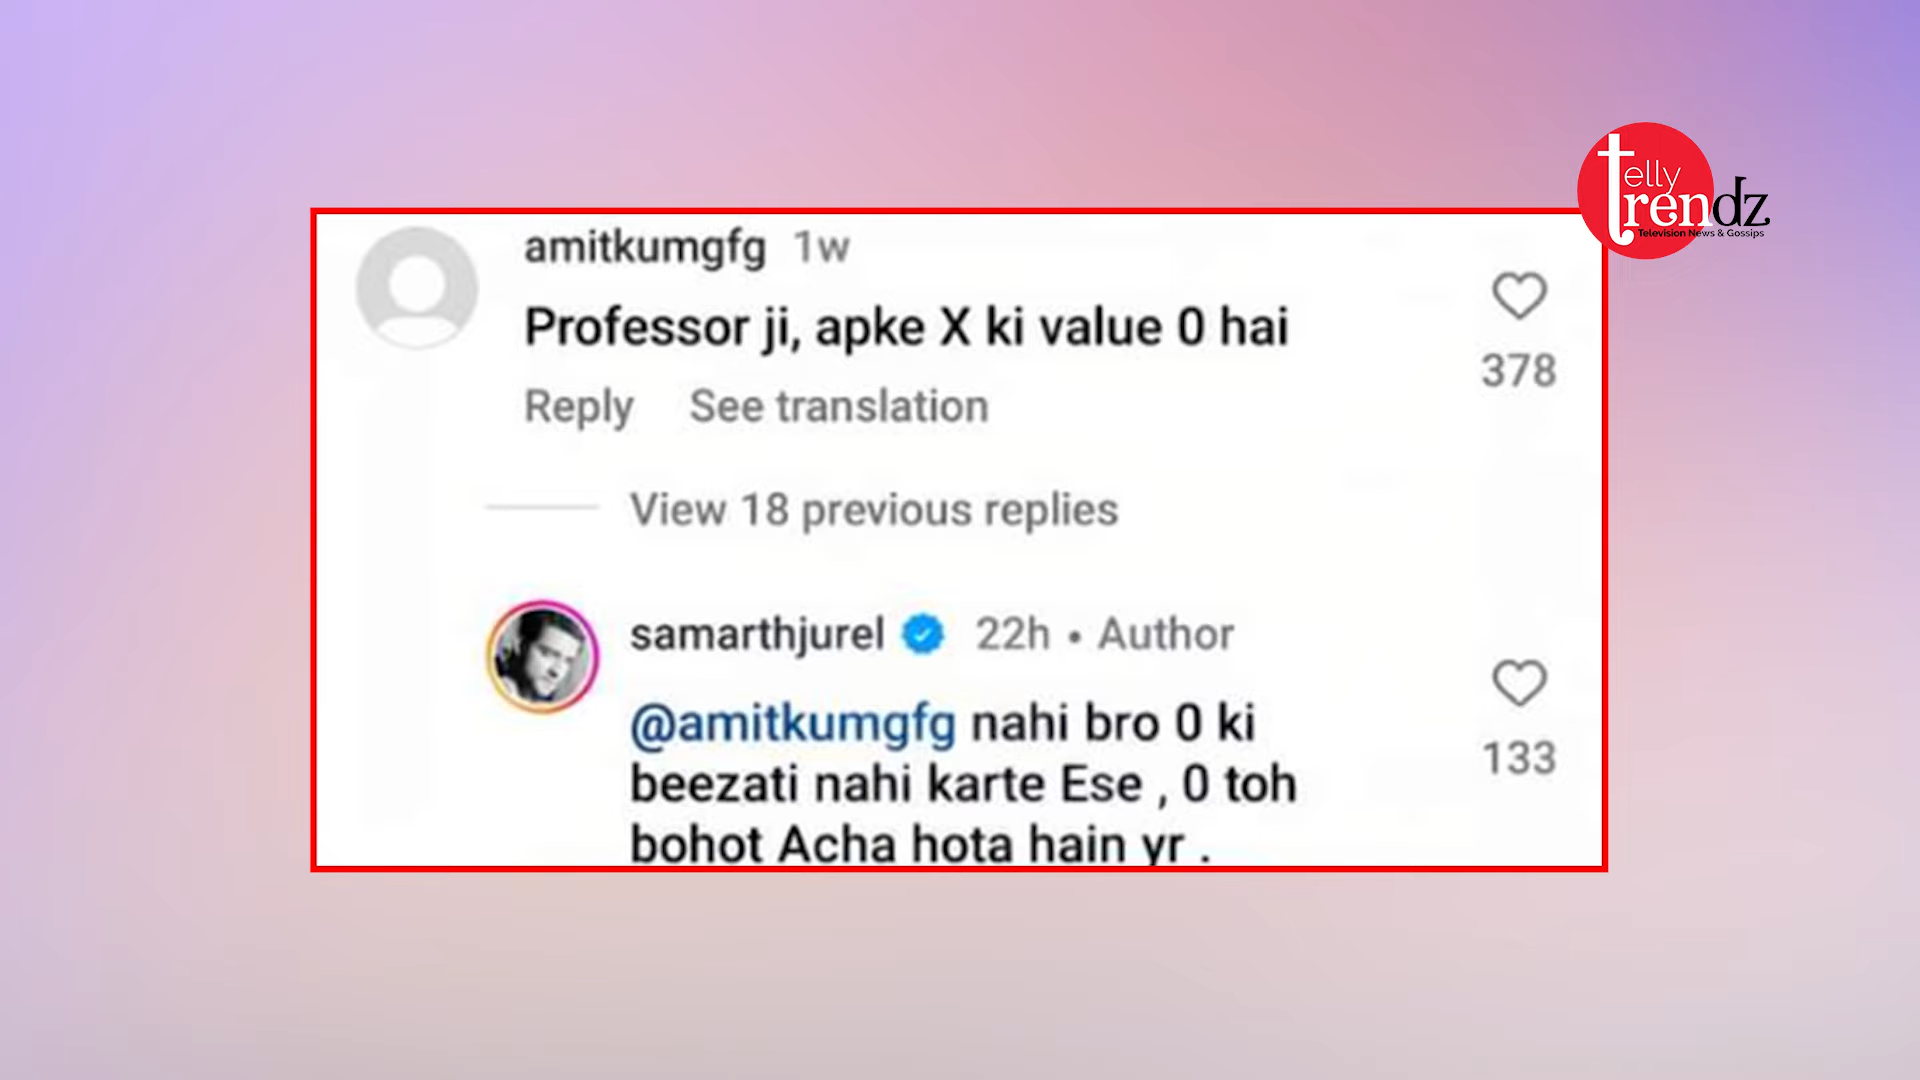 telly
trendz
Television News & Gossips
amitkumgfg 1w
Professor ji, apke X ki value 0 hai
378
Reply See translation
View 18 previous replies
samarthjurel 22h • Author
@amitkumgfg nahi bro 0 ki
beezati nahi karte Ese , 0 toh
bohot Acha hota hain yr .
133